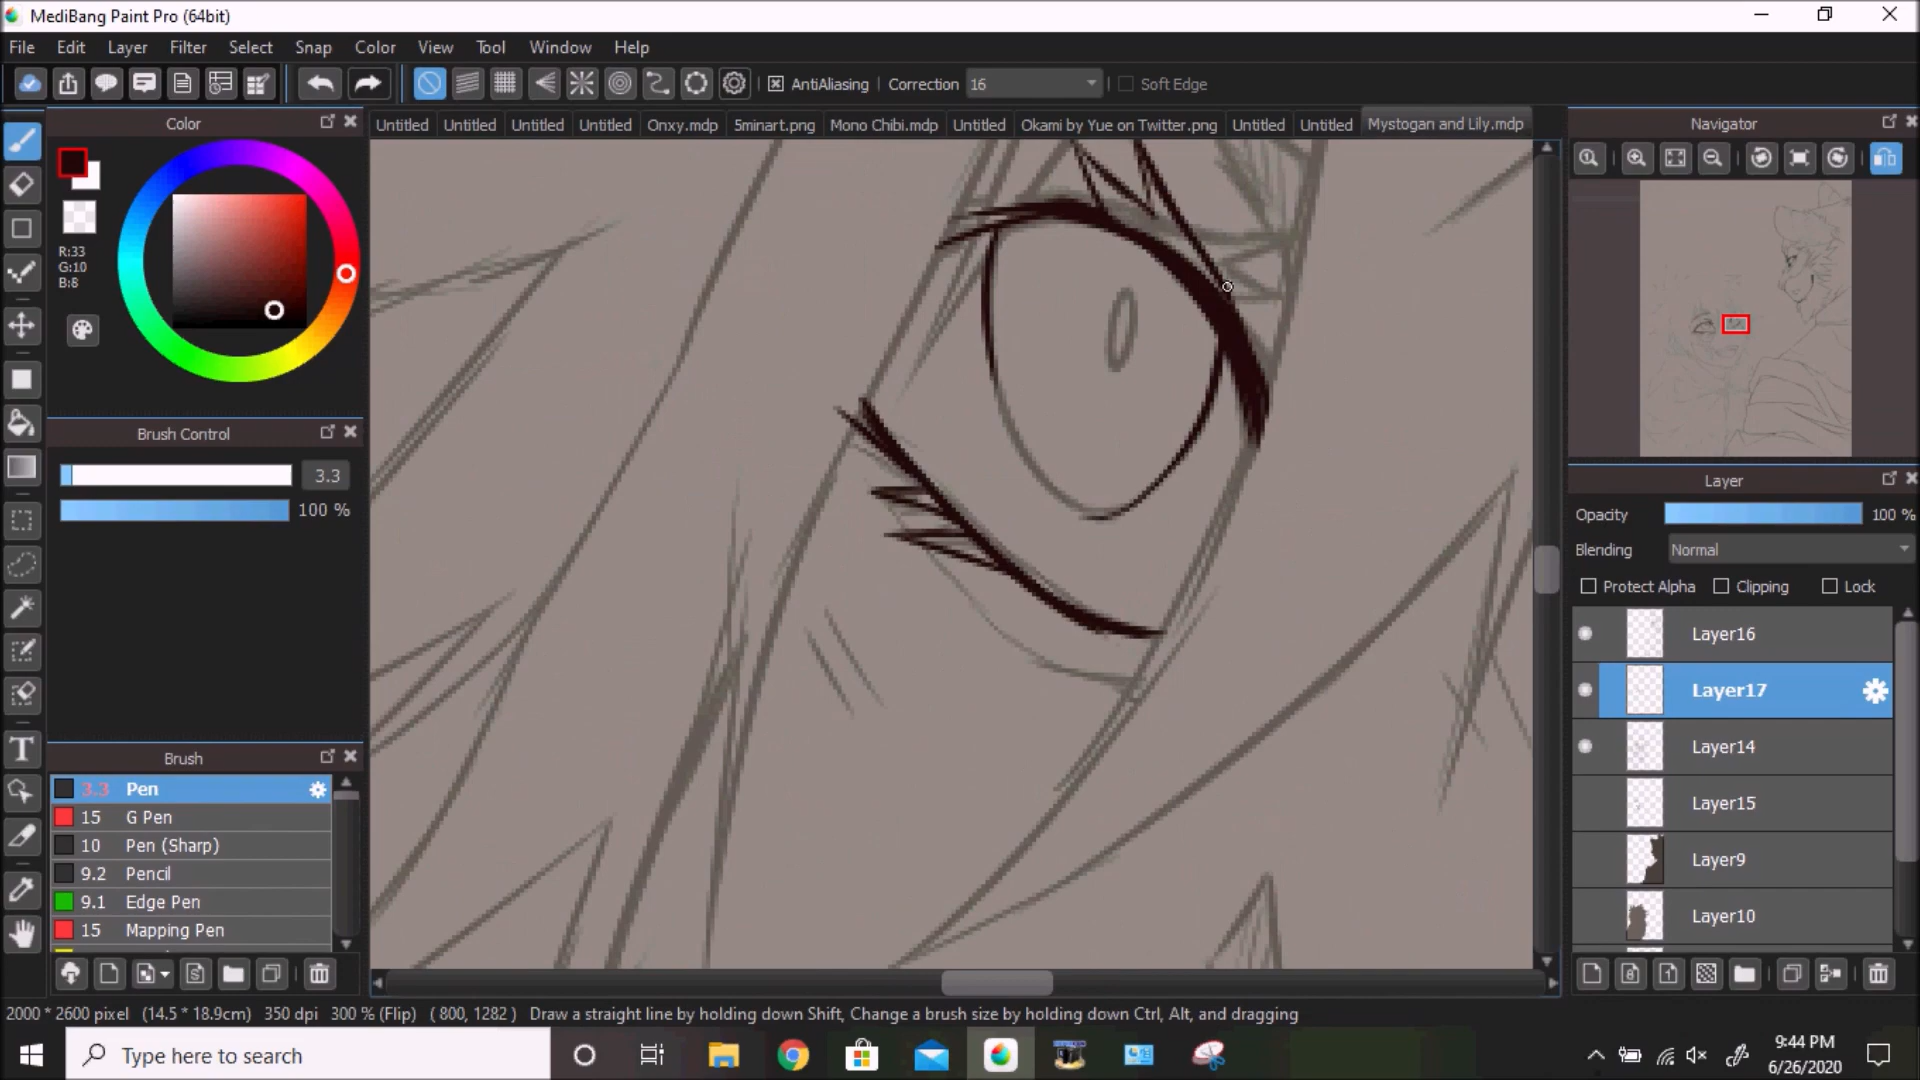 MediBang Paint Pro (64bit)
File Edit Layer Filter Select Snap Color View Tool Window Help
AntiAliasing Correction 16 Soft Edge
Color
Untitled Untitled Untitled Untitled Onxy.mdp 5minart.png Mono Chibi.mdp Untitled Okami by Yue on Twitter.png Untitled Untitled Mystogan and Lily.mdp
Navigator
R:33
G:10
B:8
Brush Control
3.3
100 %
Layer
Opacity 100 %
Blending Normal
Protect Alpha Clipping Lock
Layer16
Layer17
Layer14
Layer15
Layer9
Layer10
Brush
3.3 Pen
15 G Pen
10 Pen (Sharp)
9.2 Pencil
9.1 Edge Pen
15 Mapping Pen
2000 * 2600 pixel (14.5 * 18.9cm) 350 dpi 300 % (Flip) ( 800, 1282 ) Draw a straight line by holding down Shift, Change a brush size by holding down Ctrl, Alt, and dragging
Type here to search
9:44 PM
6/26/2020